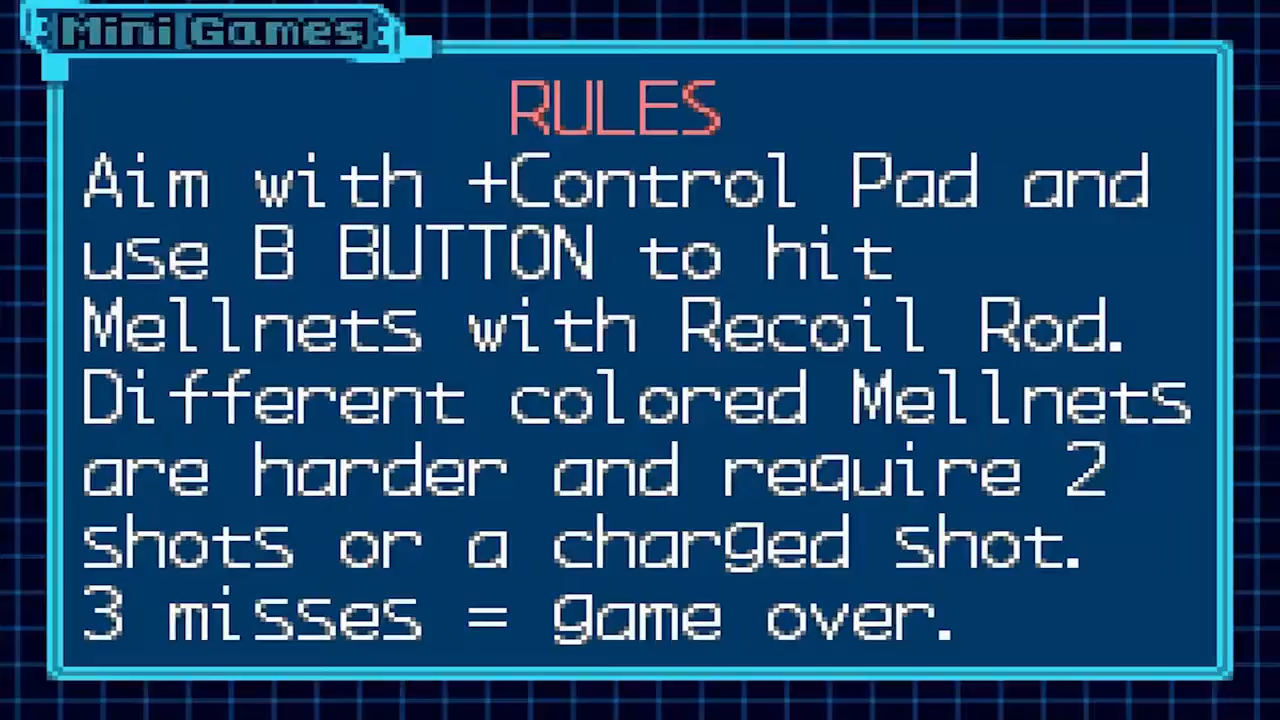 Mini Games
RULES
Aim with +Control Pad and
use B BUTTON to hit
Mellnets with Recoil Rod.
Different colored Mellnets
are harder and require 2
shots or a charged shot.
3 misses = game over.